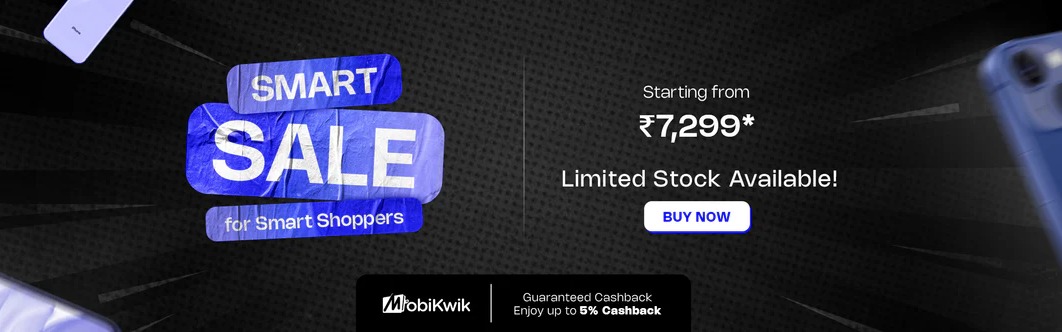 SMART
SALE
for Smart Shoppers
Starting from
₹7,299*
Limited Stock Available!
BUY NOW
MobiKwik
Guaranteed Cashback
Enjoy up to 5% Cashback